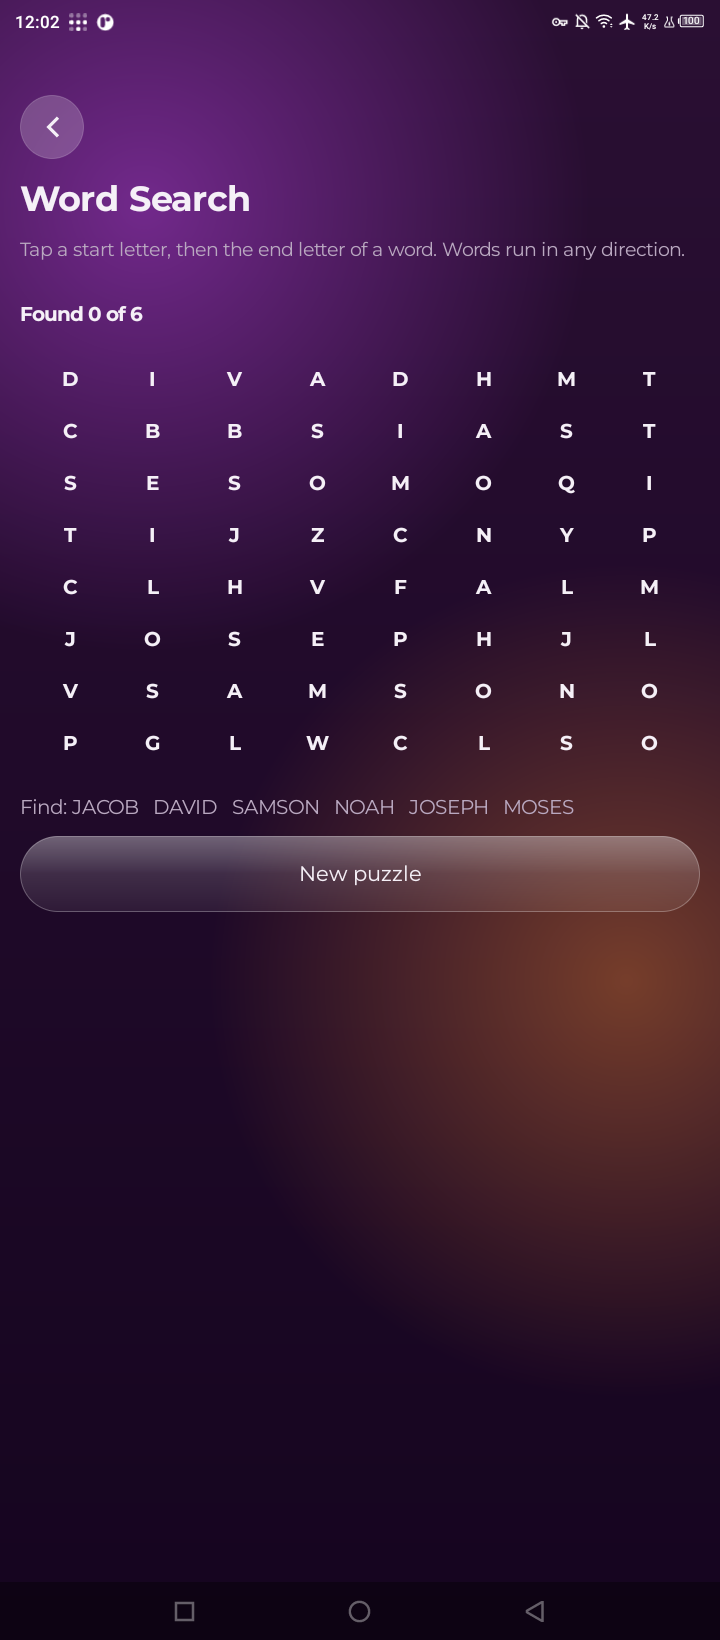 12:02
47.2 K/s
100
Word Search
Tap a start letter, then the end letter of a word. Words run in any direction.
Found 0 of 6
D I V A D H M T
C B B S I A S T
S E S O M O Q I
T I J Z C N Y P
C L H V F A L M
J O S E P H J L
V S A M S O N O
P G L W C L S O
Find: JACOB DAVID SAMSON NOAH JOSEPH MOSES
New puzzle